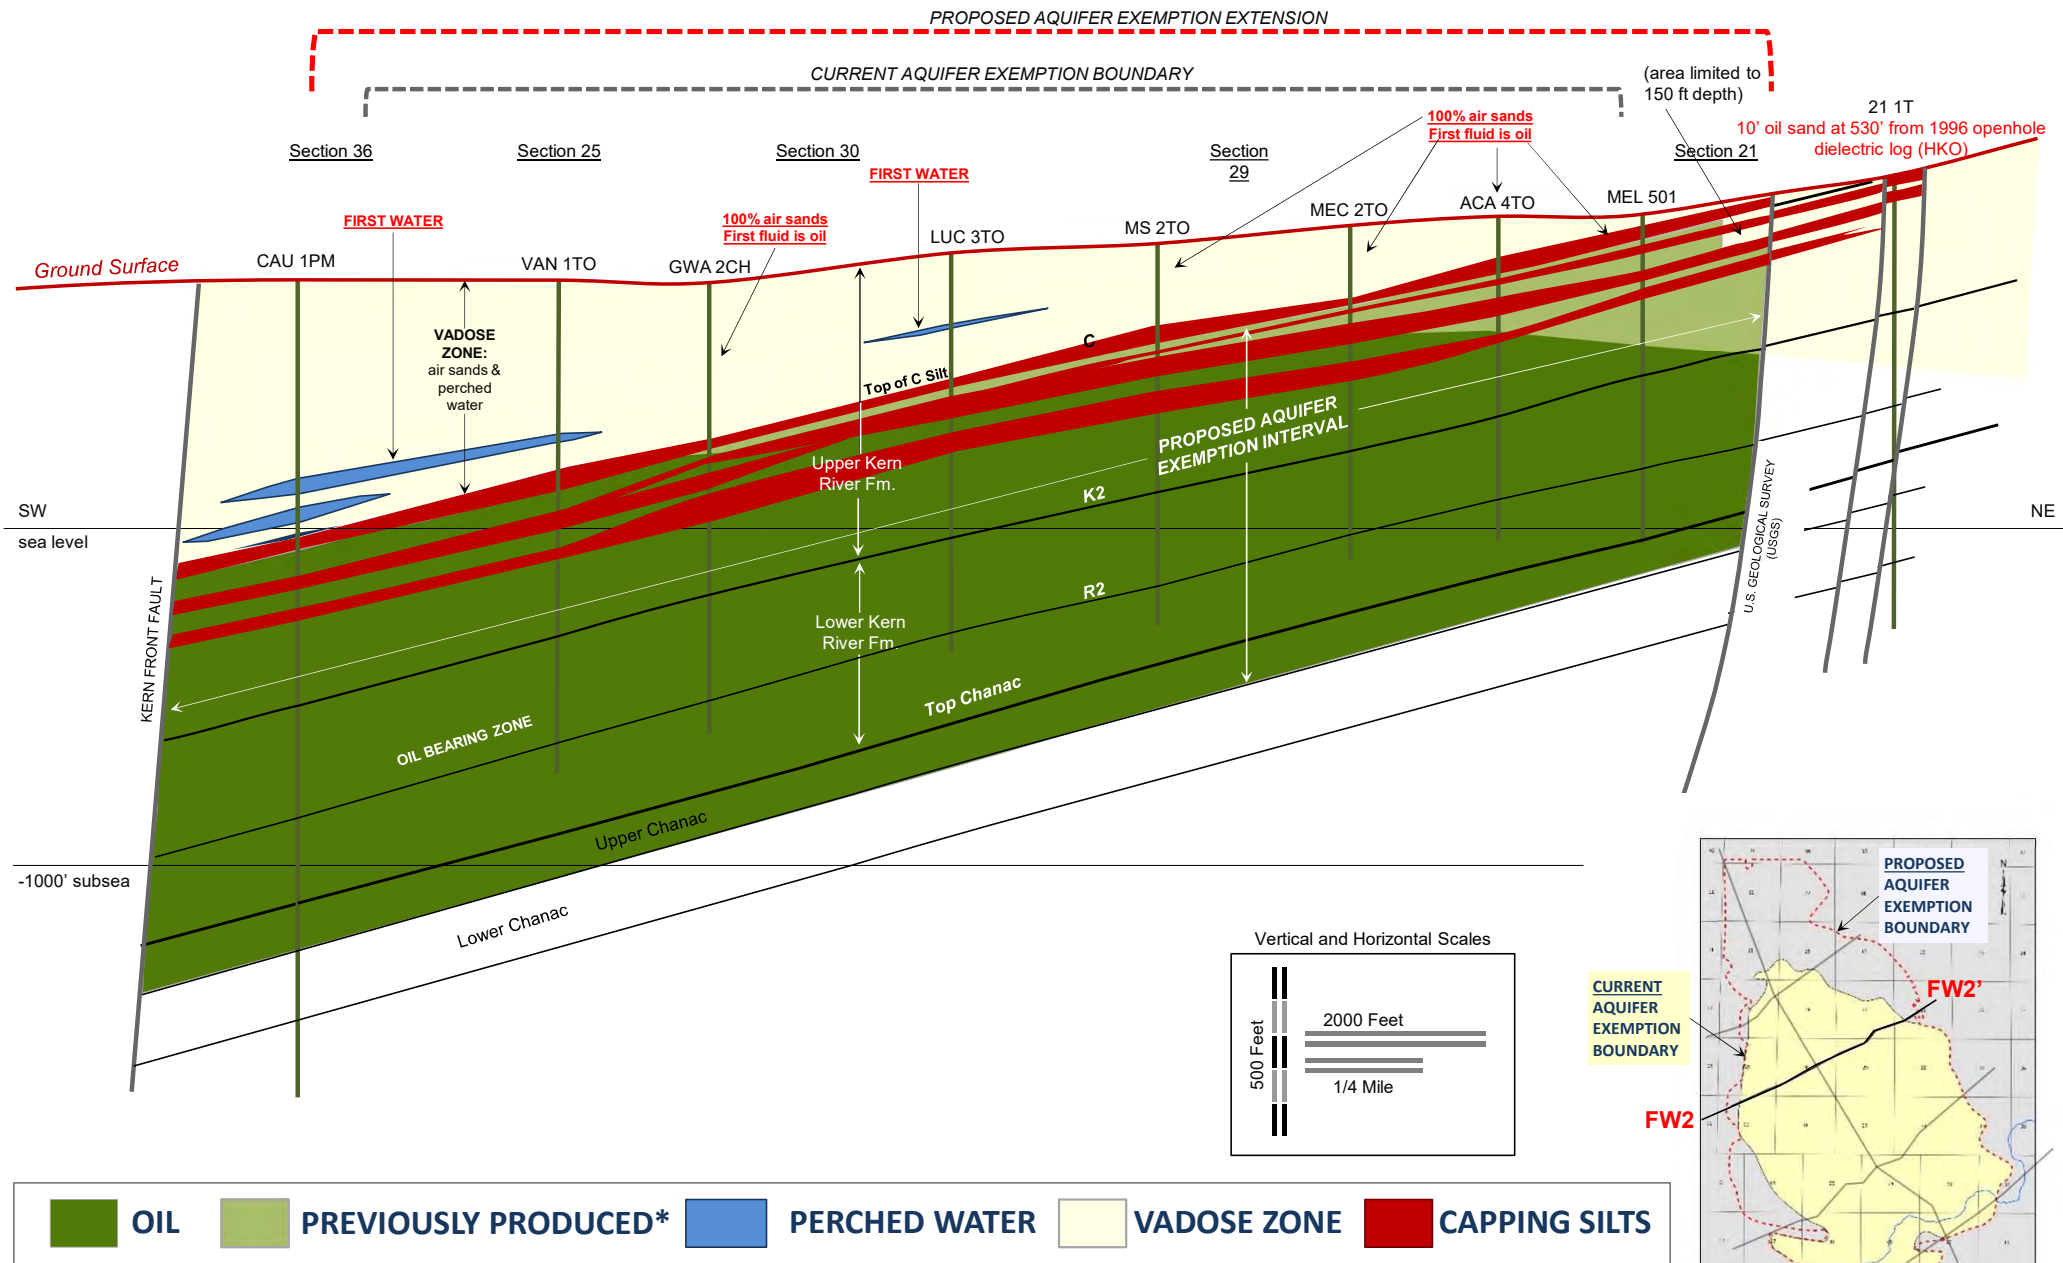 PROPOSED AQUIFER EXEMPTION EXTENSION
CURRENT AQUIFER EXEMPTION BOUNDARY
(area limited to
150 ft depth)
21 1T
10' oil sand at 530' from 1996 openhole
dielectric log (HKO)
100% air sands
First fluid is oil
Section 36
Section 25
Section 30
Section
29
Section 21
FIRST WATER
FIRST WATER
100% air sands
First fluid is oil
MEL 501
ACA 4TO
MEC 2TO
MS 2TO
LUC 3TO
GWA 2CH
VAN 1TO
CAU 1PM
Ground Surface
VADOSE
ZONE:
air sands &
perched
water
C
Top of C Silt
PROPOSED AQUIFER
EXEMPTION INTERVAL
Upper Kern
River Fm.
K2
SW
sea level
NE
U.S. GEOLOGICAL SURVEY
(USGS)
R2
KERN FRONT FAULT
Lower Kern
River Fm.
Top Chanac
OIL BEARING ZONE
Upper Chanac
-1000' subsea
Lower Chanac
Vertical and Horizontal Scales
500 Feet
2000 Feet
1/4 Mile
PROPOSED
AQUIFER
EXEMPTION
BOUNDARY
N
CURRENT
AQUIFER
EXEMPTION
BOUNDARY
FW2'
FW2
OIL
PREVIOUSLY PRODUCED*
PERCHED WATER
VADOSE ZONE
CAPPING SILTS